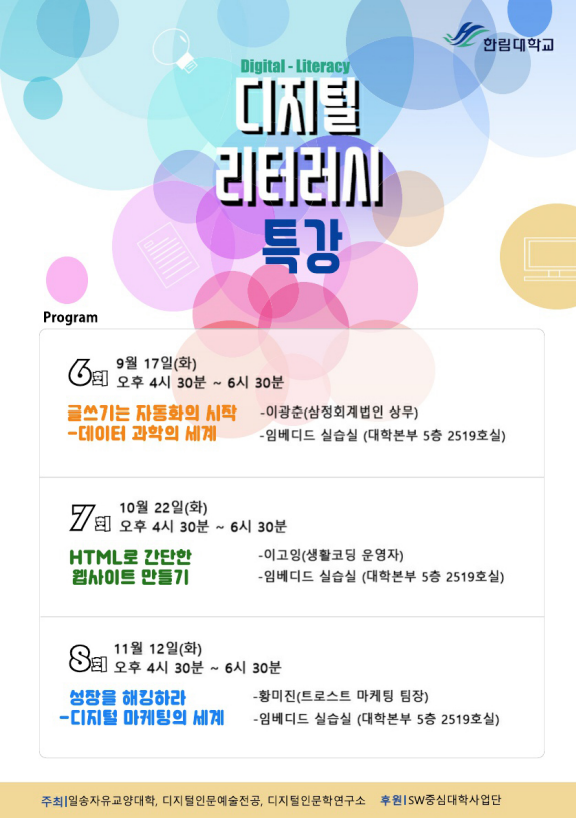 한림대학교
Digital - Literacy
디지털
리터러시
특강
Program
6회
9월 17일(화)
오후 4시 30분 ~ 6시 30분
글쓰기는 자동화의 시작
-데이터 과학의 세계
-이광춘(삼정회계법인 상무)
-임베디드 실습실 (대학본부 5층 2519호실)
7회
10월 22일(화)
오후 4시 30분 ~ 6시 30분
HTML로 간단한
웹사이트 만들기
-이고잉(생활코딩 운영자)
-임베디드 실습실 (대학본부 5층 2519호실)
8회
11월 12일(화)
오후 4시 30분 ~ 6시 30분
성장을 해킹하라
-디지털 마케팅의 세계
-황미진(트로스트 마케팅 팀장)
-임베디드 실습실 (대학본부 5층 2519호실)
주최|일송자유교양대학, 디지털인문예술전공, 디지털인문학연구소 후원|SW중심대학사업단